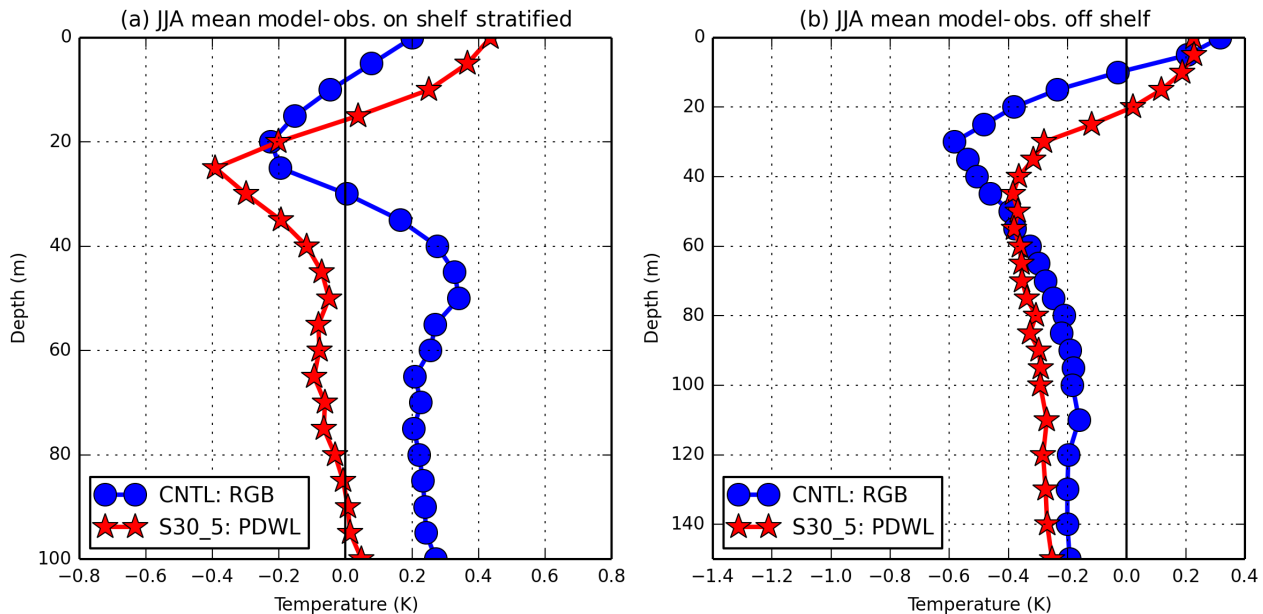 (a) JJA mean model-obs. on shelf stratified
0
20
40
60
80
100
Depth (m)
CNTL: RGB
S30_5: PDWL
−0.8 −0.6 −0.4 −0.2 0.0 0.2 0.4 0.6 0.8
Temperature (K)
(b) JJA mean model-obs. off shelf
0
20
40
60
80
100
120
140
Depth (m)
CNTL: RGB
S30_5: PDWL
−1.4 −1.2 −1.0 −0.8 −0.6 −0.4 −0.2 0.0 0.2 0.4
Temperature (K)